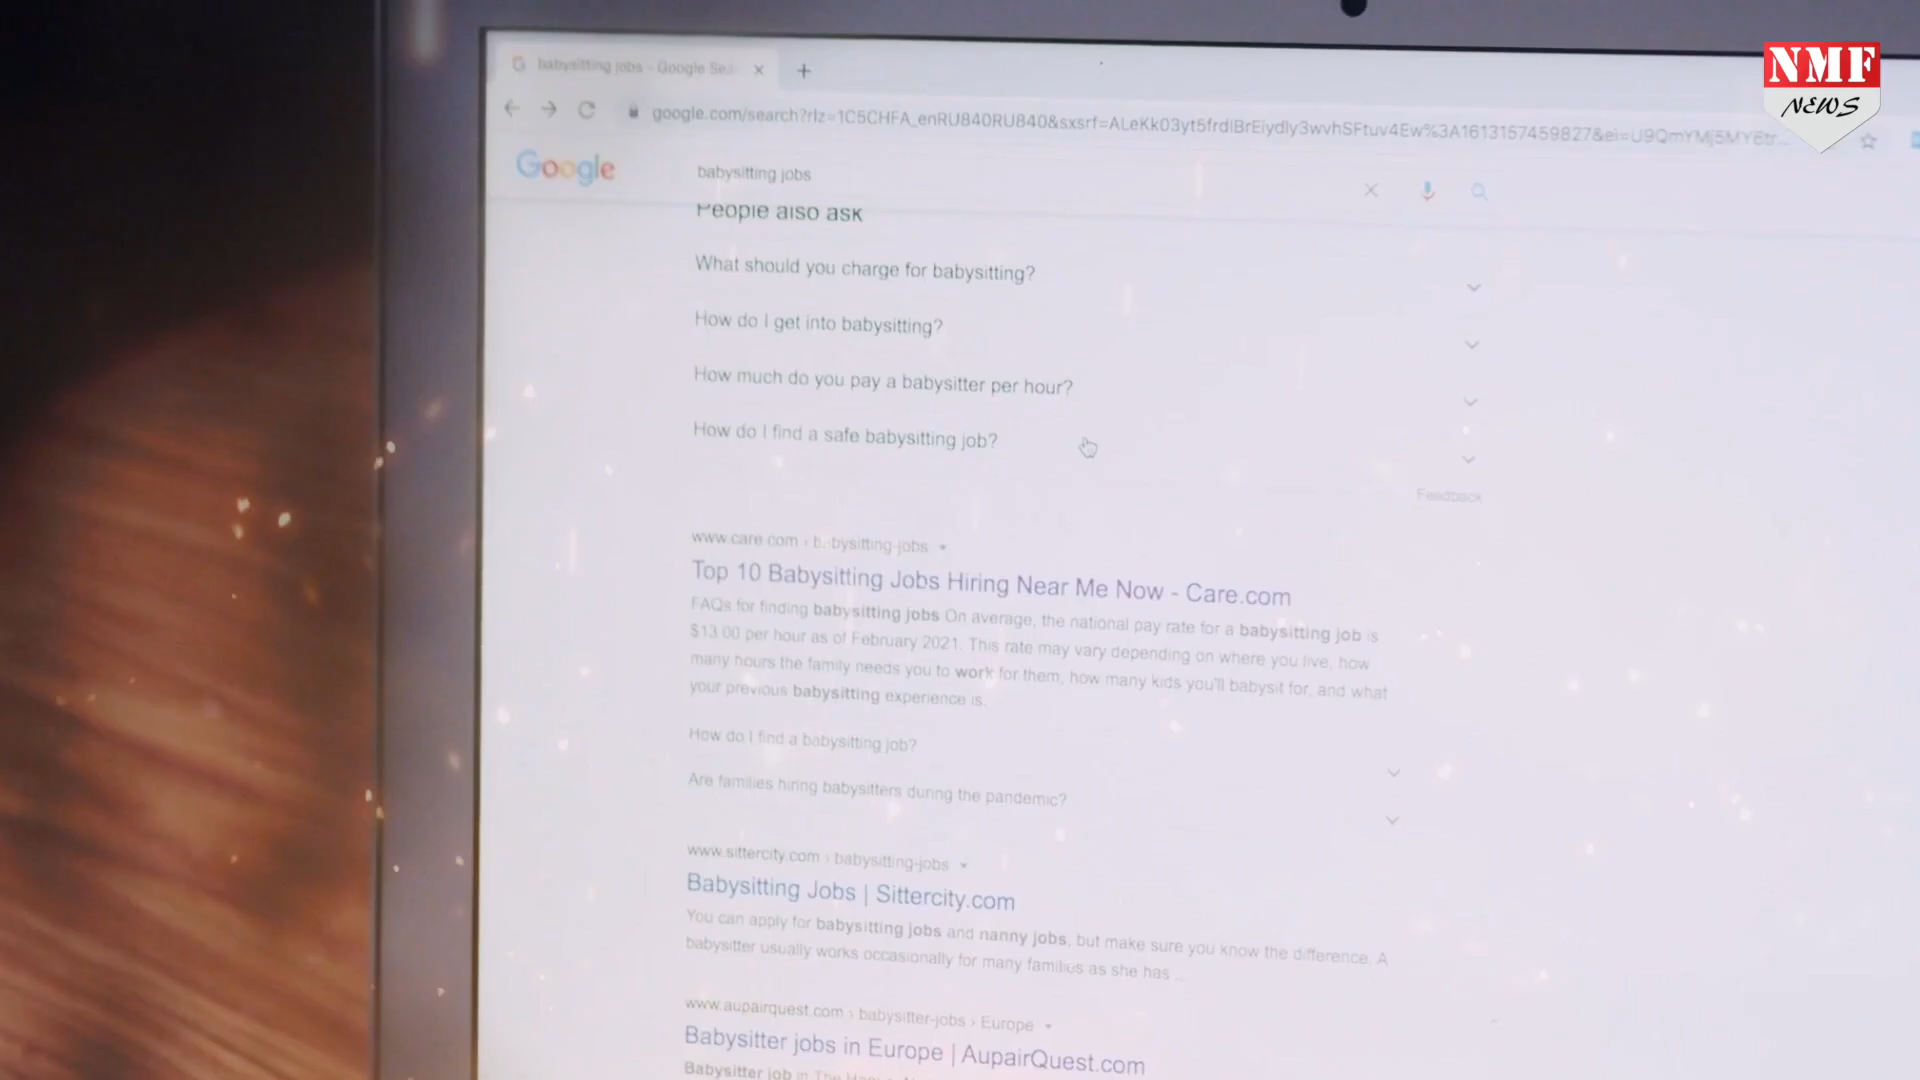 NMF
NEWS
babysitting jobs - Google Sea
google.com/search?rlz=1C5CHFA_enRU840RU840&sxsrf=ALeKk03yt5frdlBrEiydly3wvhSFtuv4Ew%3A1613157459827&ei=U9QmYMj5MY6tr...
Google
babysitting jobs
People also ask
What should you charge for babysitting?
How do I get into babysitting?
How much do you pay a babysitter per hour?
How do I find a safe babysitting job?
Feedback
www.care.com › babysitting-jobs
Top 10 Babysitting Jobs Hiring Near Me Now - Care.com
FAQs for finding babysitting jobs On average, the national pay rate for a babysitting job is
$13.00 per hour as of February 2021. This rate may vary depending on where you live, how
many hours the family needs you to work for them, how many kids you'll babysit for, and what
your previous babysitting experience is.
How do I find a babysitting job?
Are families hiring babysitters during the pandemic?
www.sittercity.com › babysitting-jobs
Babysitting Jobs | Sittercity.com
You can apply for babysitting jobs and nanny jobs, but make sure you know the difference. A
babysitter usually works occasionally for many families as she has ...
www.aupairquest.com › babysitter-jobs › Europe
Babysitter jobs in Europe | AupairQuest.com
Babysitter job in The